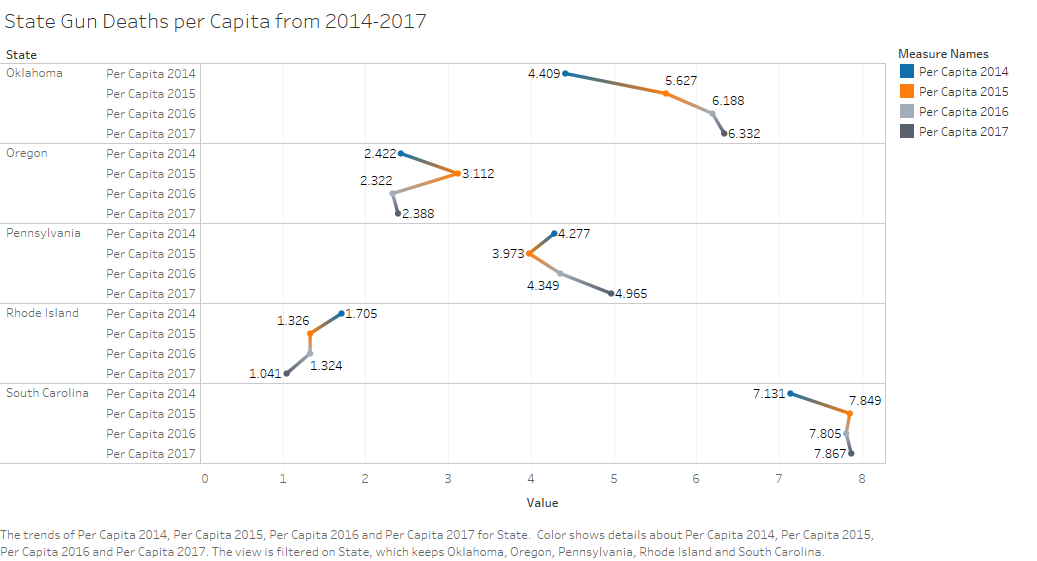 State Gun Deaths per Capita from 2014-2017
State
Oklahoma
Per Capita 2014 4.409
Per Capita 2015 5.627
Per Capita 2016 6.188
Per Capita 2017 6.332
Oregon
Per Capita 2014 2.422
Per Capita 2015 3.112
Per Capita 2016 2.322
Per Capita 2017 2.388
Pennsylvania
Per Capita 2014 4.277
Per Capita 2015 3.973
Per Capita 2016 4.349
Per Capita 2017 4.965
Rhode Island
Per Capita 2014 1.705
Per Capita 2015 1.326
Per Capita 2016 1.324
Per Capita 2017 1.041
South Carolina
Per Capita 2014 7.131
Per Capita 2015 7.849
Per Capita 2016 7.805
Per Capita 2017 7.867
0 1 2 3 4 5 6 7 8
Value
Measure Names
Per Capita 2014
Per Capita 2015
Per Capita 2016
Per Capita 2017
The trends of Per Capita 2014, Per Capita 2015, Per Capita 2016 and Per Capita 2017 for State. Color shows details about Per Capita 2014, Per Capita 2015,
Per Capita 2016 and Per Capita 2017. The view is filtered on State, which keeps Oklahoma, Oregon, Pennsylvania, Rhode Island and South Carolina.